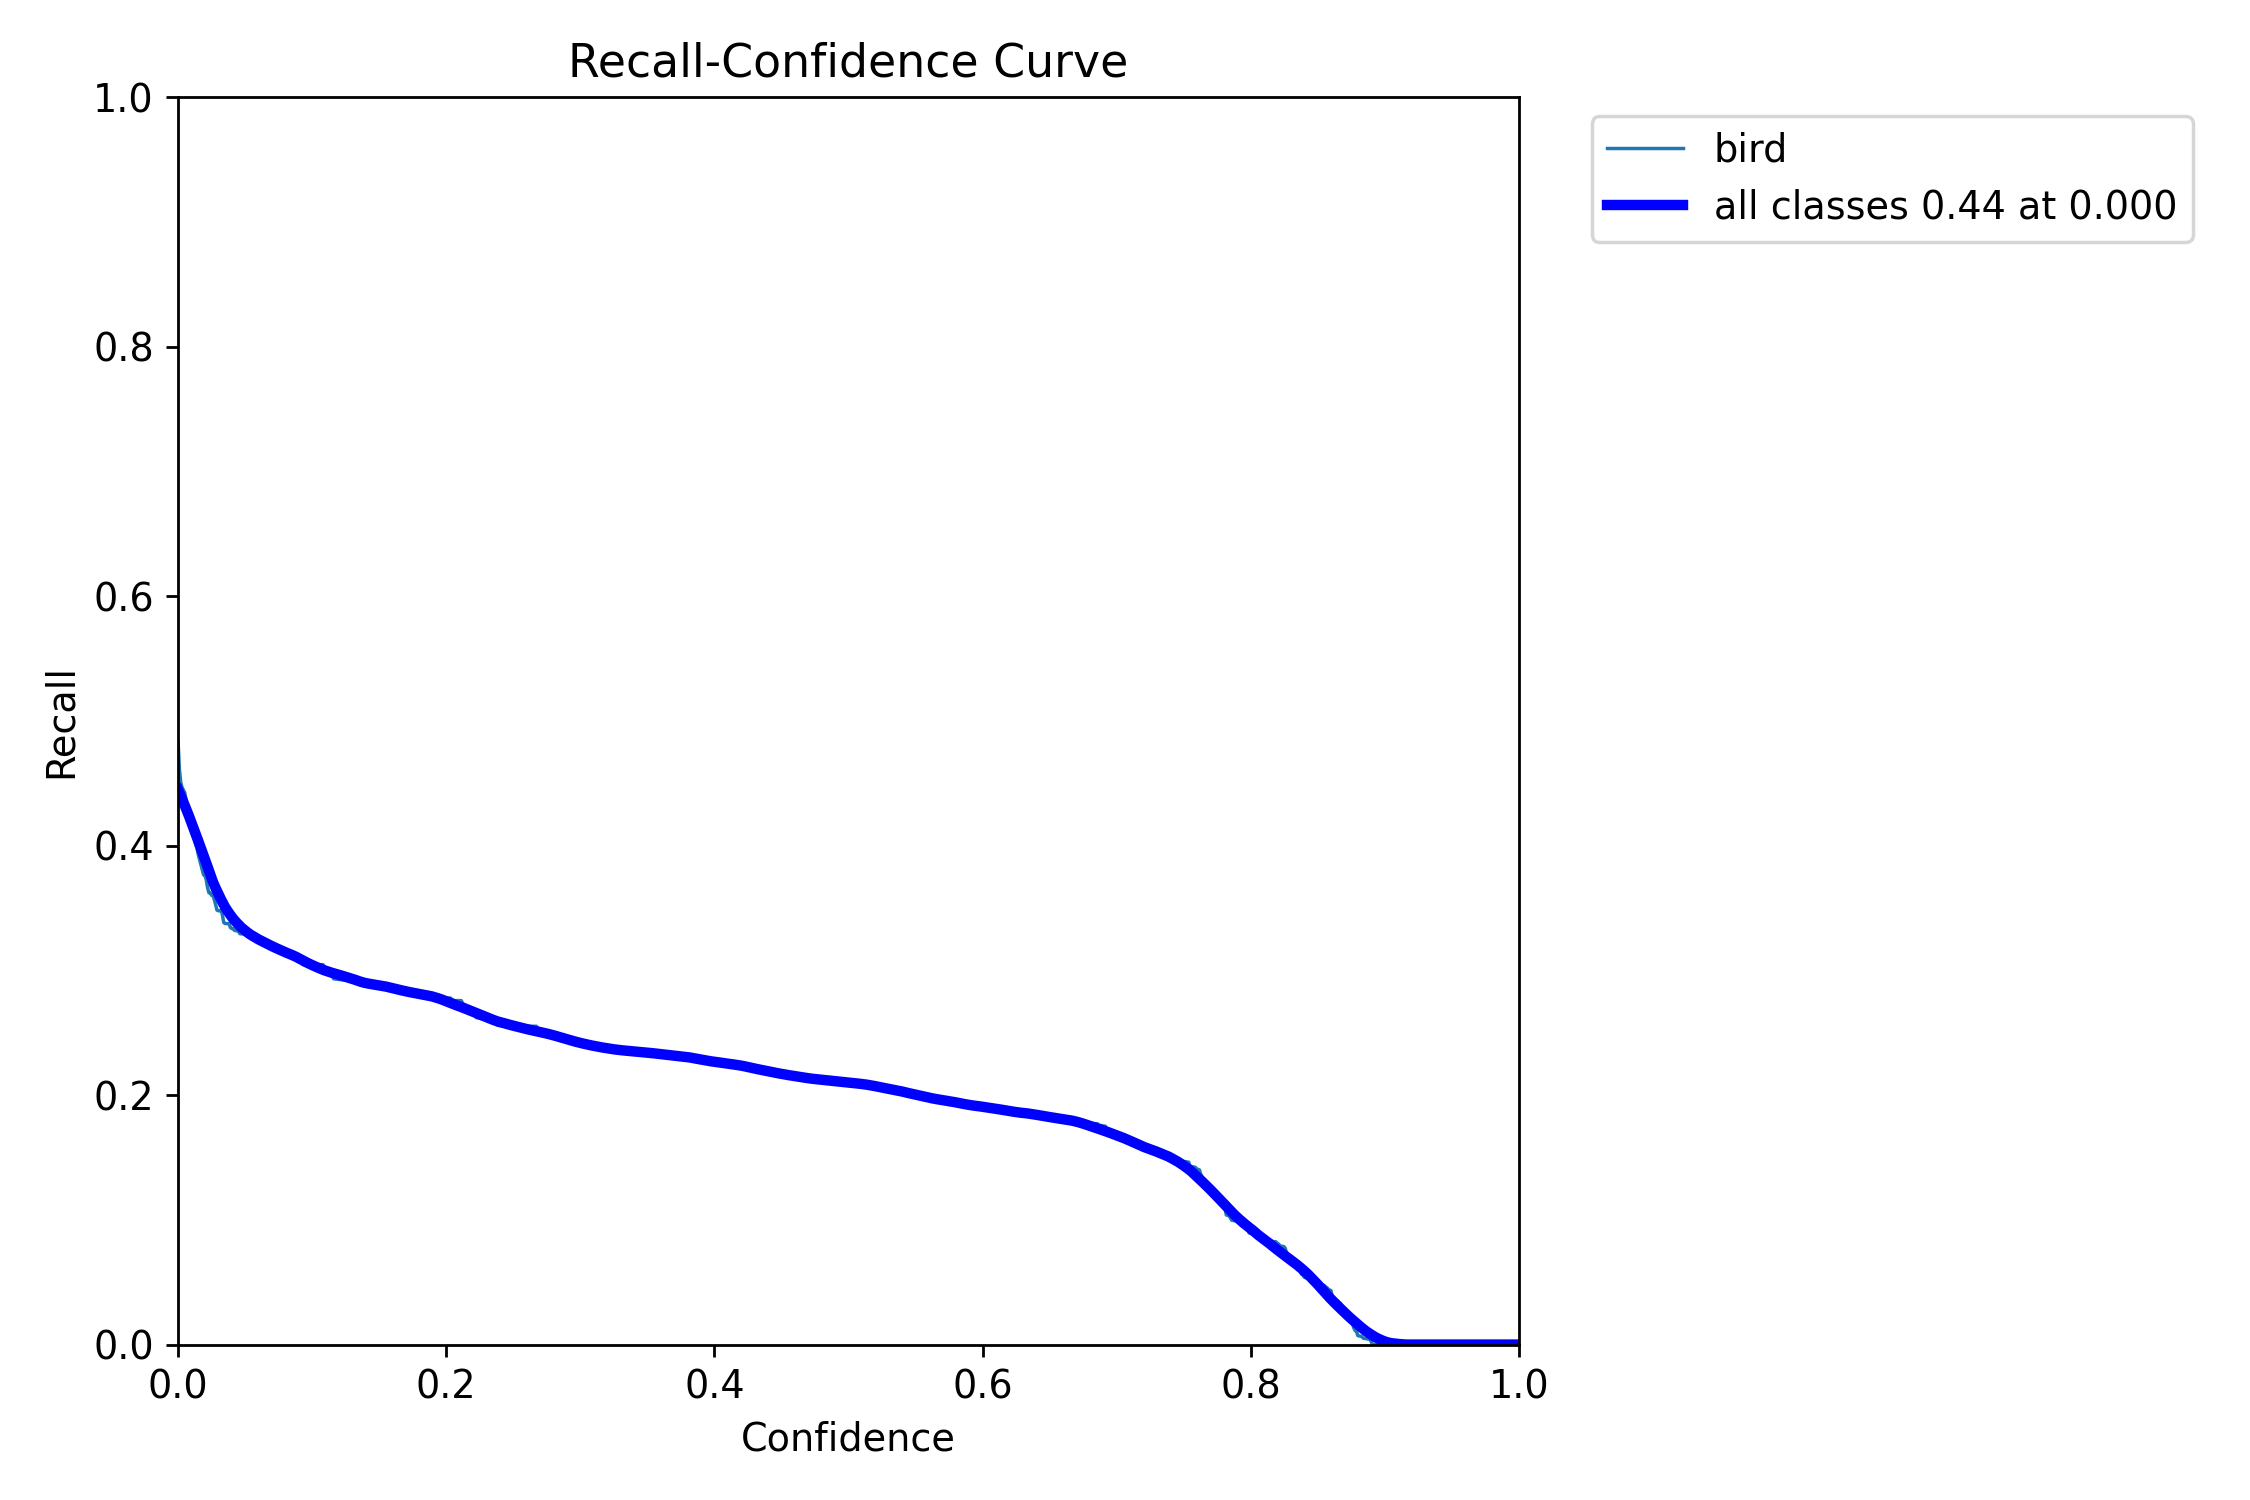 Recall-Confidence Curve
1.0
0.8
0.6
0.4
0.2
0.0
Recall
0.0 0.2 0.4 0.6 0.8 1.0
Confidence
bird
all classes 0.44 at 0.000